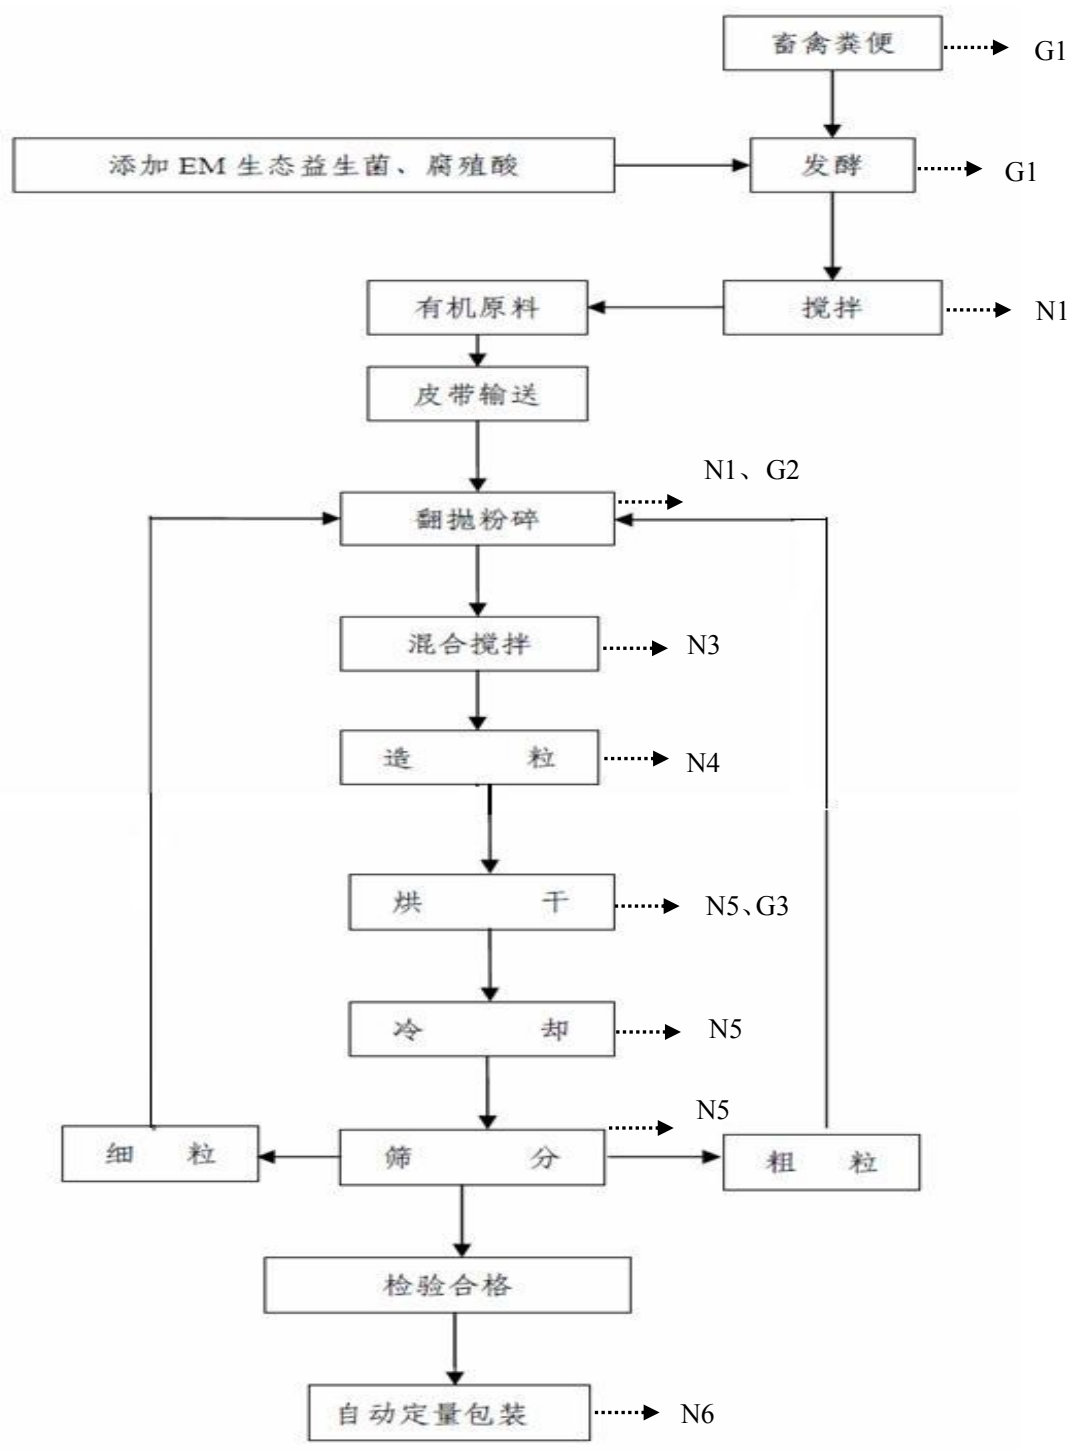 畜禽粪便
G1
添加 EM 生态益生菌、腐殖酸
发酵
G1
有机原料
搅拌
N1
皮带输送
N1、G2
翻抛粉碎
混合搅拌
N3
造 粒
N4
烘 干
N5、G3
冷 却
N5
N5
细 粒
筛 分
粗 粒
检验合格
自动定量包装
N6